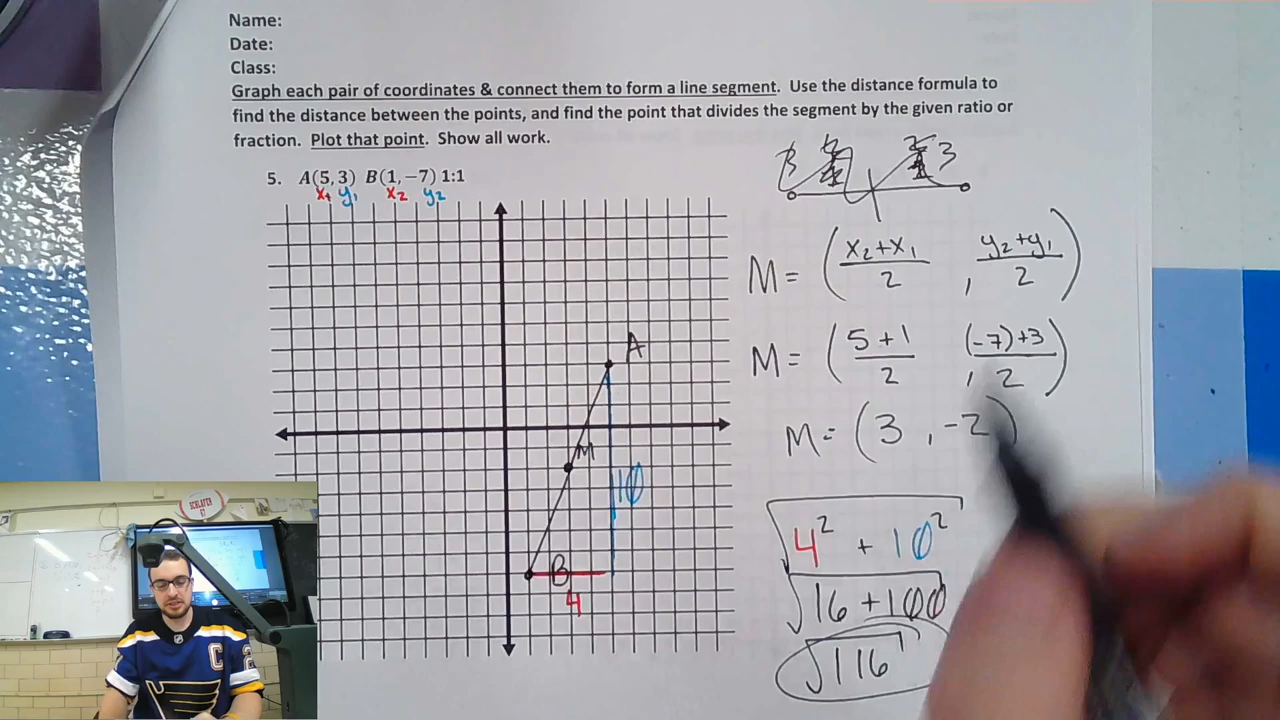 Name:
Date:
Class:
Graph each pair of coordinates & connect them to form a line segment. Use the distance formula to
find the distance between the points, and find the point that divides the segment by the given ratio or
fraction. Plot that point. Show all work.
5. A(5,3) B(1,−7) 1:1
x₁ y₁ x₂ y₂
3
M = (x₂+x₁/2, y₂+y₁/2)
M = (5+1/2, (-7)+3/2)
M = (3, -2)
A
M
10
B
4
√4² + 10²
√16 + 100
√116
SCHLAFER
67
C